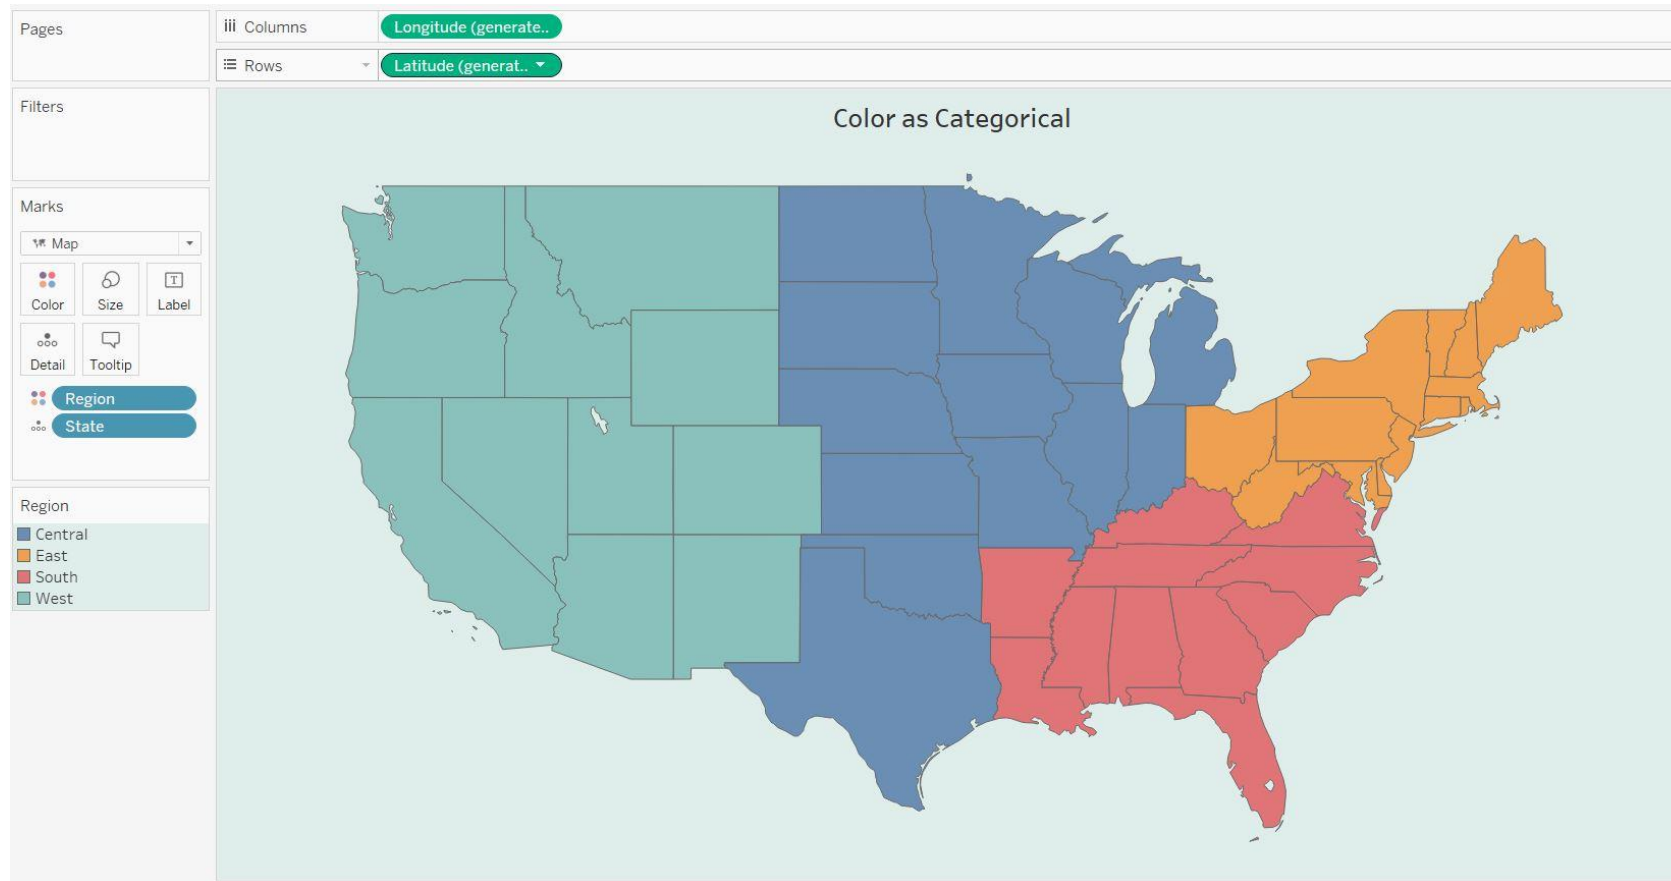 Pages
iii Columns
Longitude (generate..
Rows
Latitude (generat..
Filters
Color as Categorical
Marks
Map
Color
Size
T
Label
Detail
Tooltip
Region
State
Region
Central
East
South
West